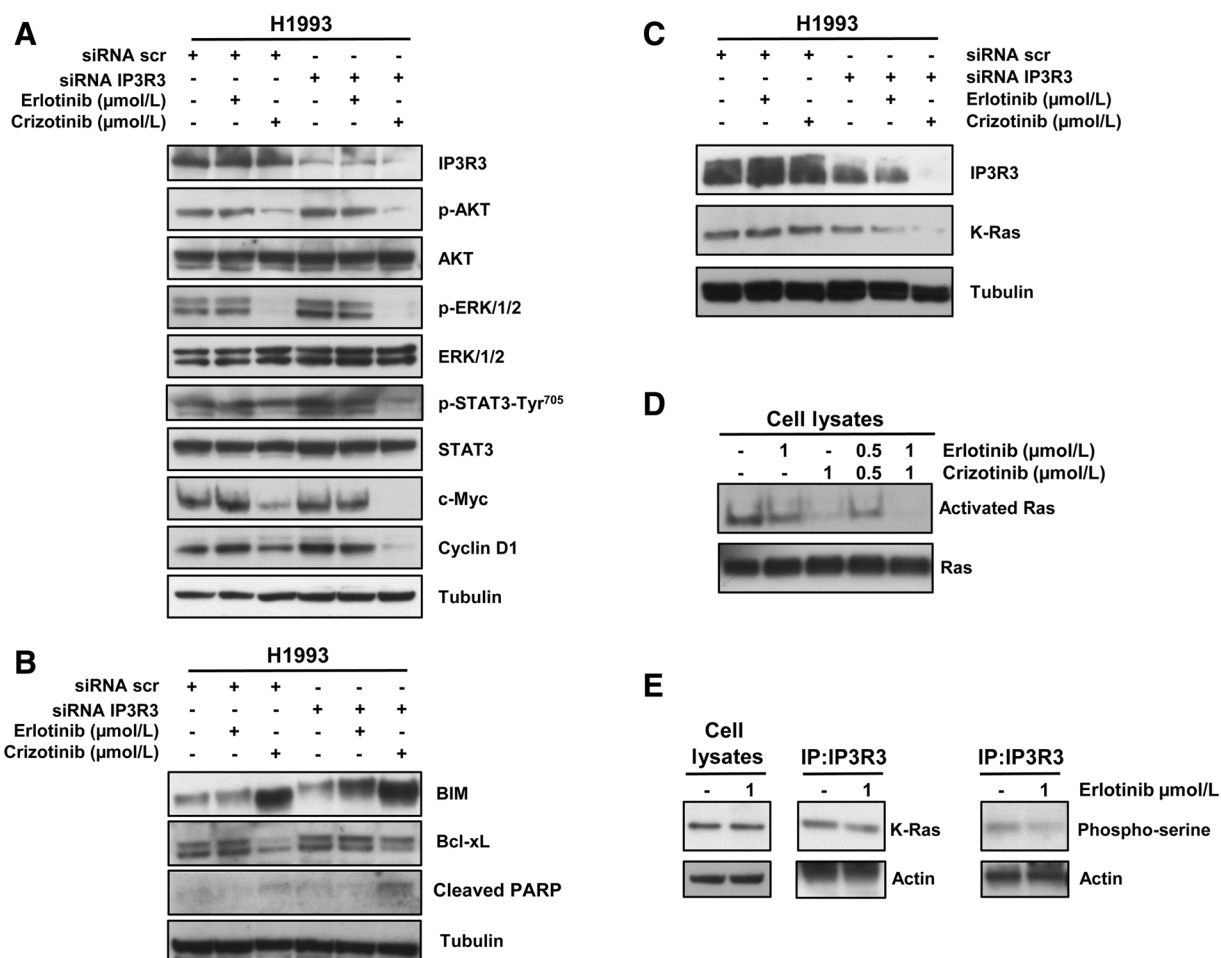 A
H1993
siRNA scr + + + - - -
siRNA IP3R3 - - - + + +
Erlotinib (µmol/L) - + - - + -
Crizotinib (µmol/L) - - + - - +
IP3R3
p-AKT
AKT
p-ERK/1/2
ERK/1/2
p-STAT3-Tyr705
STAT3
c-Myc
Cyclin D1
Tubulin
B
H1993
siRNA scr + + + - - -
siRNA IP3R3 - - - + + +
Erlotinib (µmol/L) - + - - + -
Crizotinib (µmol/L) - - + - - +
BIM
Bcl-xL
Cleaved PARP
Tubulin
C
H1993
+ + + - - - siRNA scr
- - - + + + siRNA IP3R3
- + - - + - Erlotinib (µmol/L)
- - + - - + Crizotinib (µmol/L)
IP3R3
K-Ras
Tubulin
D
Cell lysates
- 1 - 0.5 1 Erlotinib (µmol/L)
- - 1 0.5 1 Crizotinib (µmol/L)
Activated Ras
Ras
E
Cell
lysates
IP:IP3R3
IP:IP3R3
- 1 - 1 - 1 Erlotinib µmol/L
K-Ras
Phospho-serine
Actin
Actin